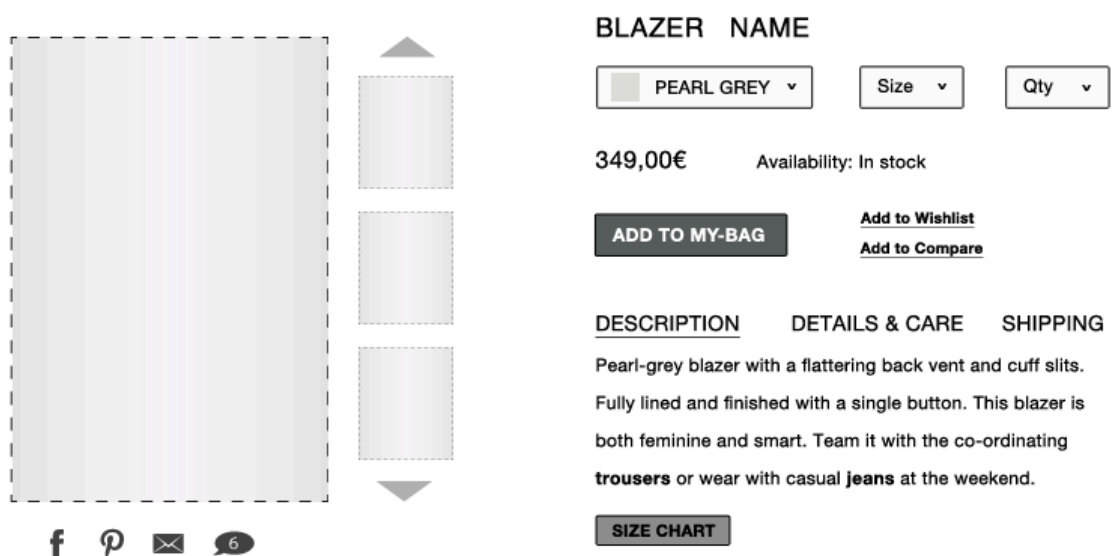 BLAZER NAME
PEARL GREY
Size
Qty
349,00€
Availability: In stock
ADD TO MY-BAG
Add to Wishlist
Add to Compare
DESCRIPTION
DETAILS & CARE
SHIPPING
Pearl-grey blazer with a flattering back vent and cuff slits.
Fully lined and finished with a single button. This blazer is
both feminine and smart. Team it with the co-ordinating
trousers or wear with casual jeans at the weekend.
SIZE CHART
6